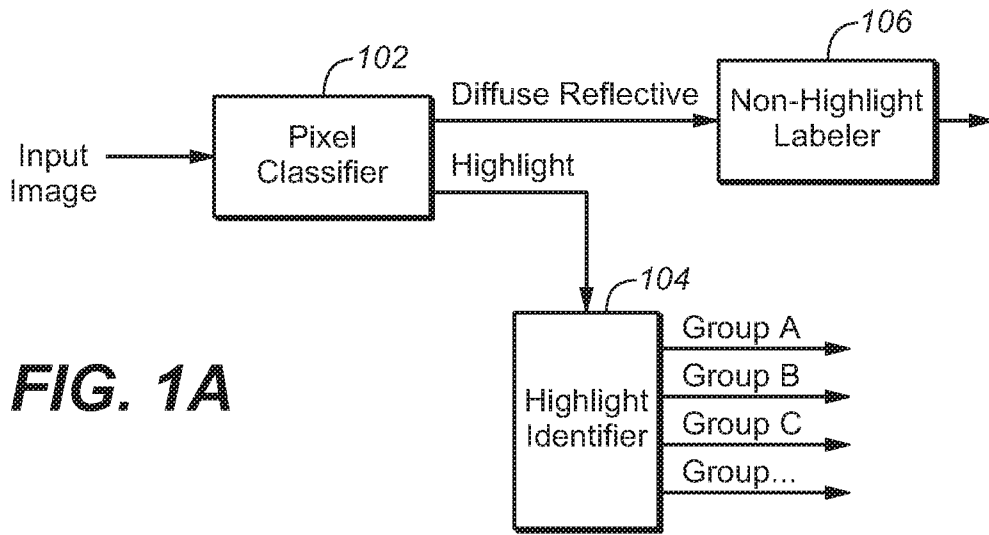 102
106
Diffuse Reflective
Non-Highlight
Labeler
Pixel
Classifier
Input
Image
Highlight
104
Group A
Group B
Group C
Group...
Highlight
Identifier
FIG. 1A